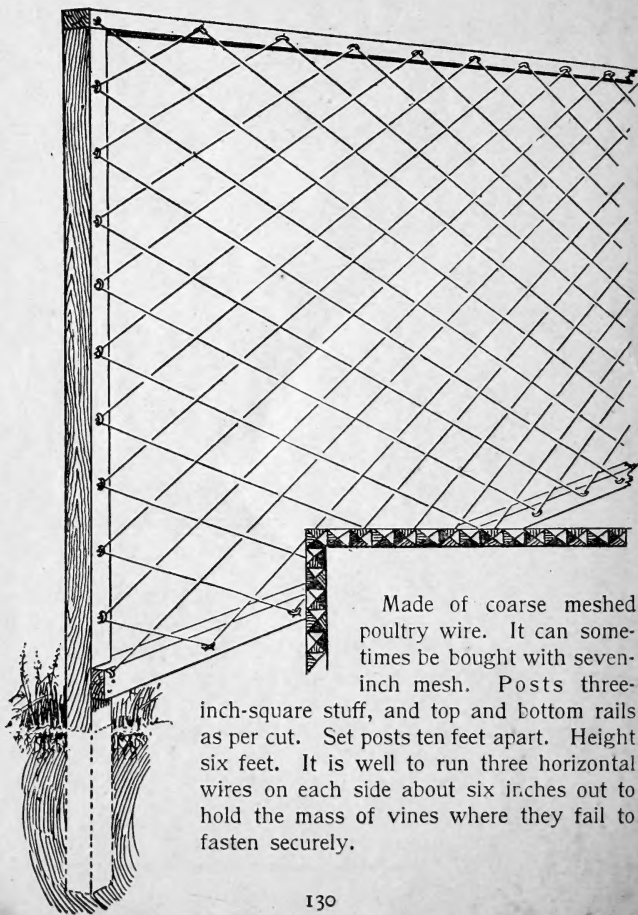 Made of coarse meshed
poultry wire. It can some-
times be bought with seven-
inch mesh. Posts three-
inch-square stuff, and top and bottom rails
as per cut. Set posts ten feet apart. Height
six feet. It is well to run three horizontal
wires on each side about six inches out to
hold the mass of vines where they fail to
fasten securely.
130